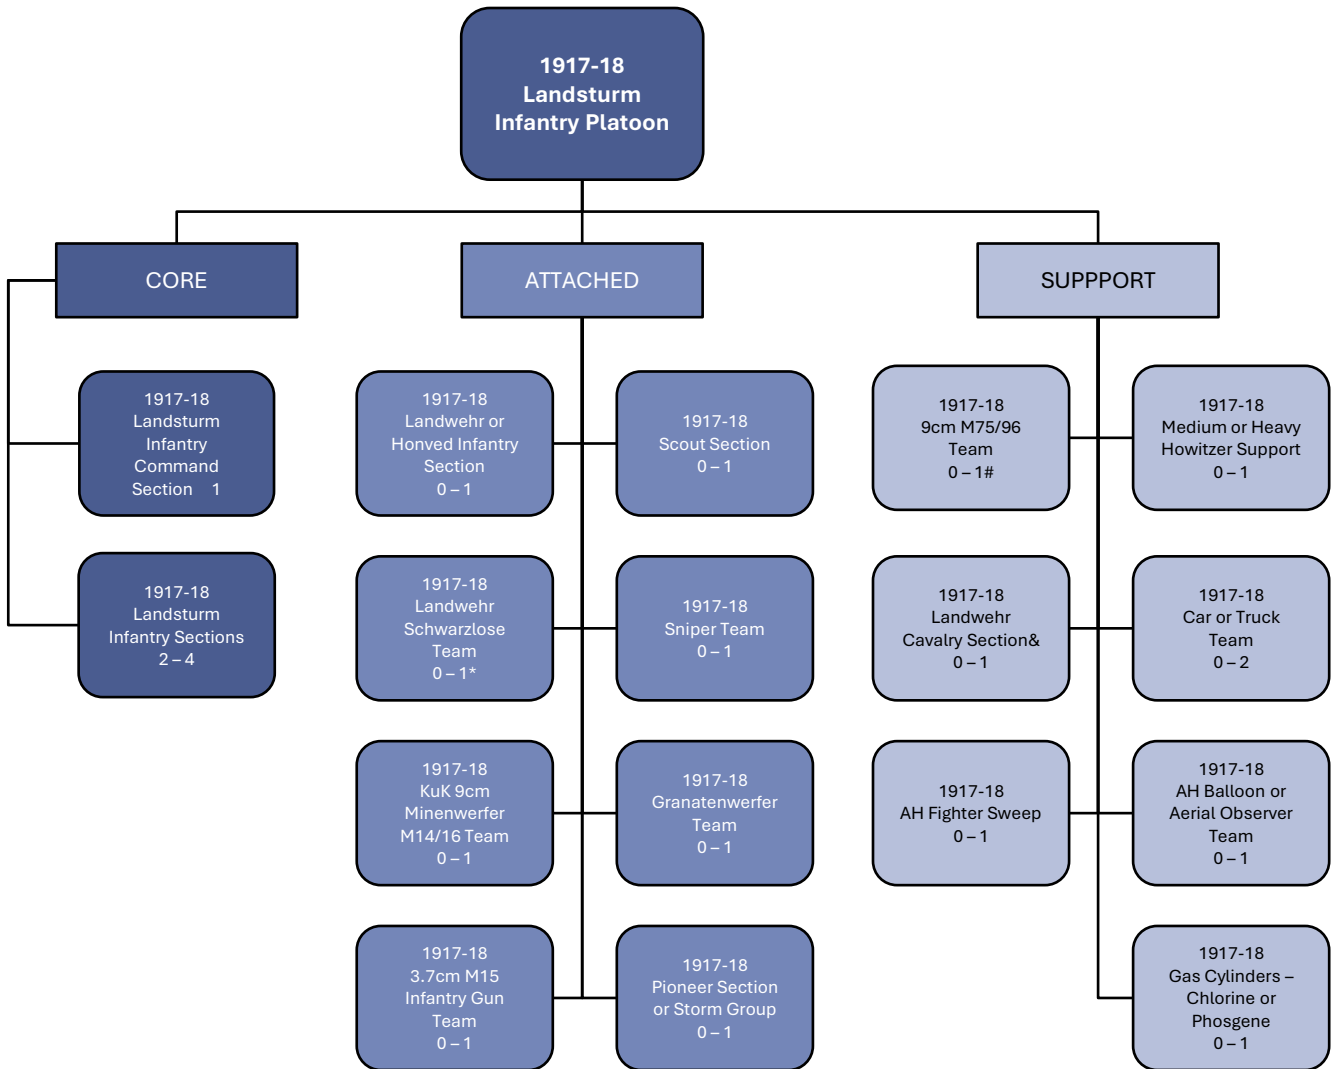 1917-18
Landsturm
Infantry Platoon
CORE
ATTACHED
SUPPPORT
1917-18
Landsturm
Infantry
Command
Section 1
1917-18
Landsturm
Infantry Sections
2 – 4
1917-18
Landwehr or
Honved Infantry
Section
0 – 1
1917-18
Scout Section
0 – 1
1917-18
Landwehr
Schwarzlose
Team
0 – 1*
1917-18
Sniper Team
0 – 1
1917-18
KuK 9cm
Minenwerfer
M14/16 Team
0 – 1
1917-18
Granatenwerfer
Team
0 – 1
1917-18
3.7cm M15
Infantry Gun
Team
0 – 1
1917-18
Pioneer Section
or Storm Group
0 – 1
1917-18
9cm M75/96
Team
0 – 1#
1917-18
Medium or Heavy
Howitzer Support
0 – 1
1917-18
Landwehr
Cavalry Section&
0 – 1
1917-18
Car or Truck
Team
0 – 2
1917-18
AH Fighter Sweep
0 – 1
1917-18
AH Balloon or
Aerial Observer
Team
0 – 1
1917-18
Gas Cylinders –
Chlorine or
Phosgene
0 – 1